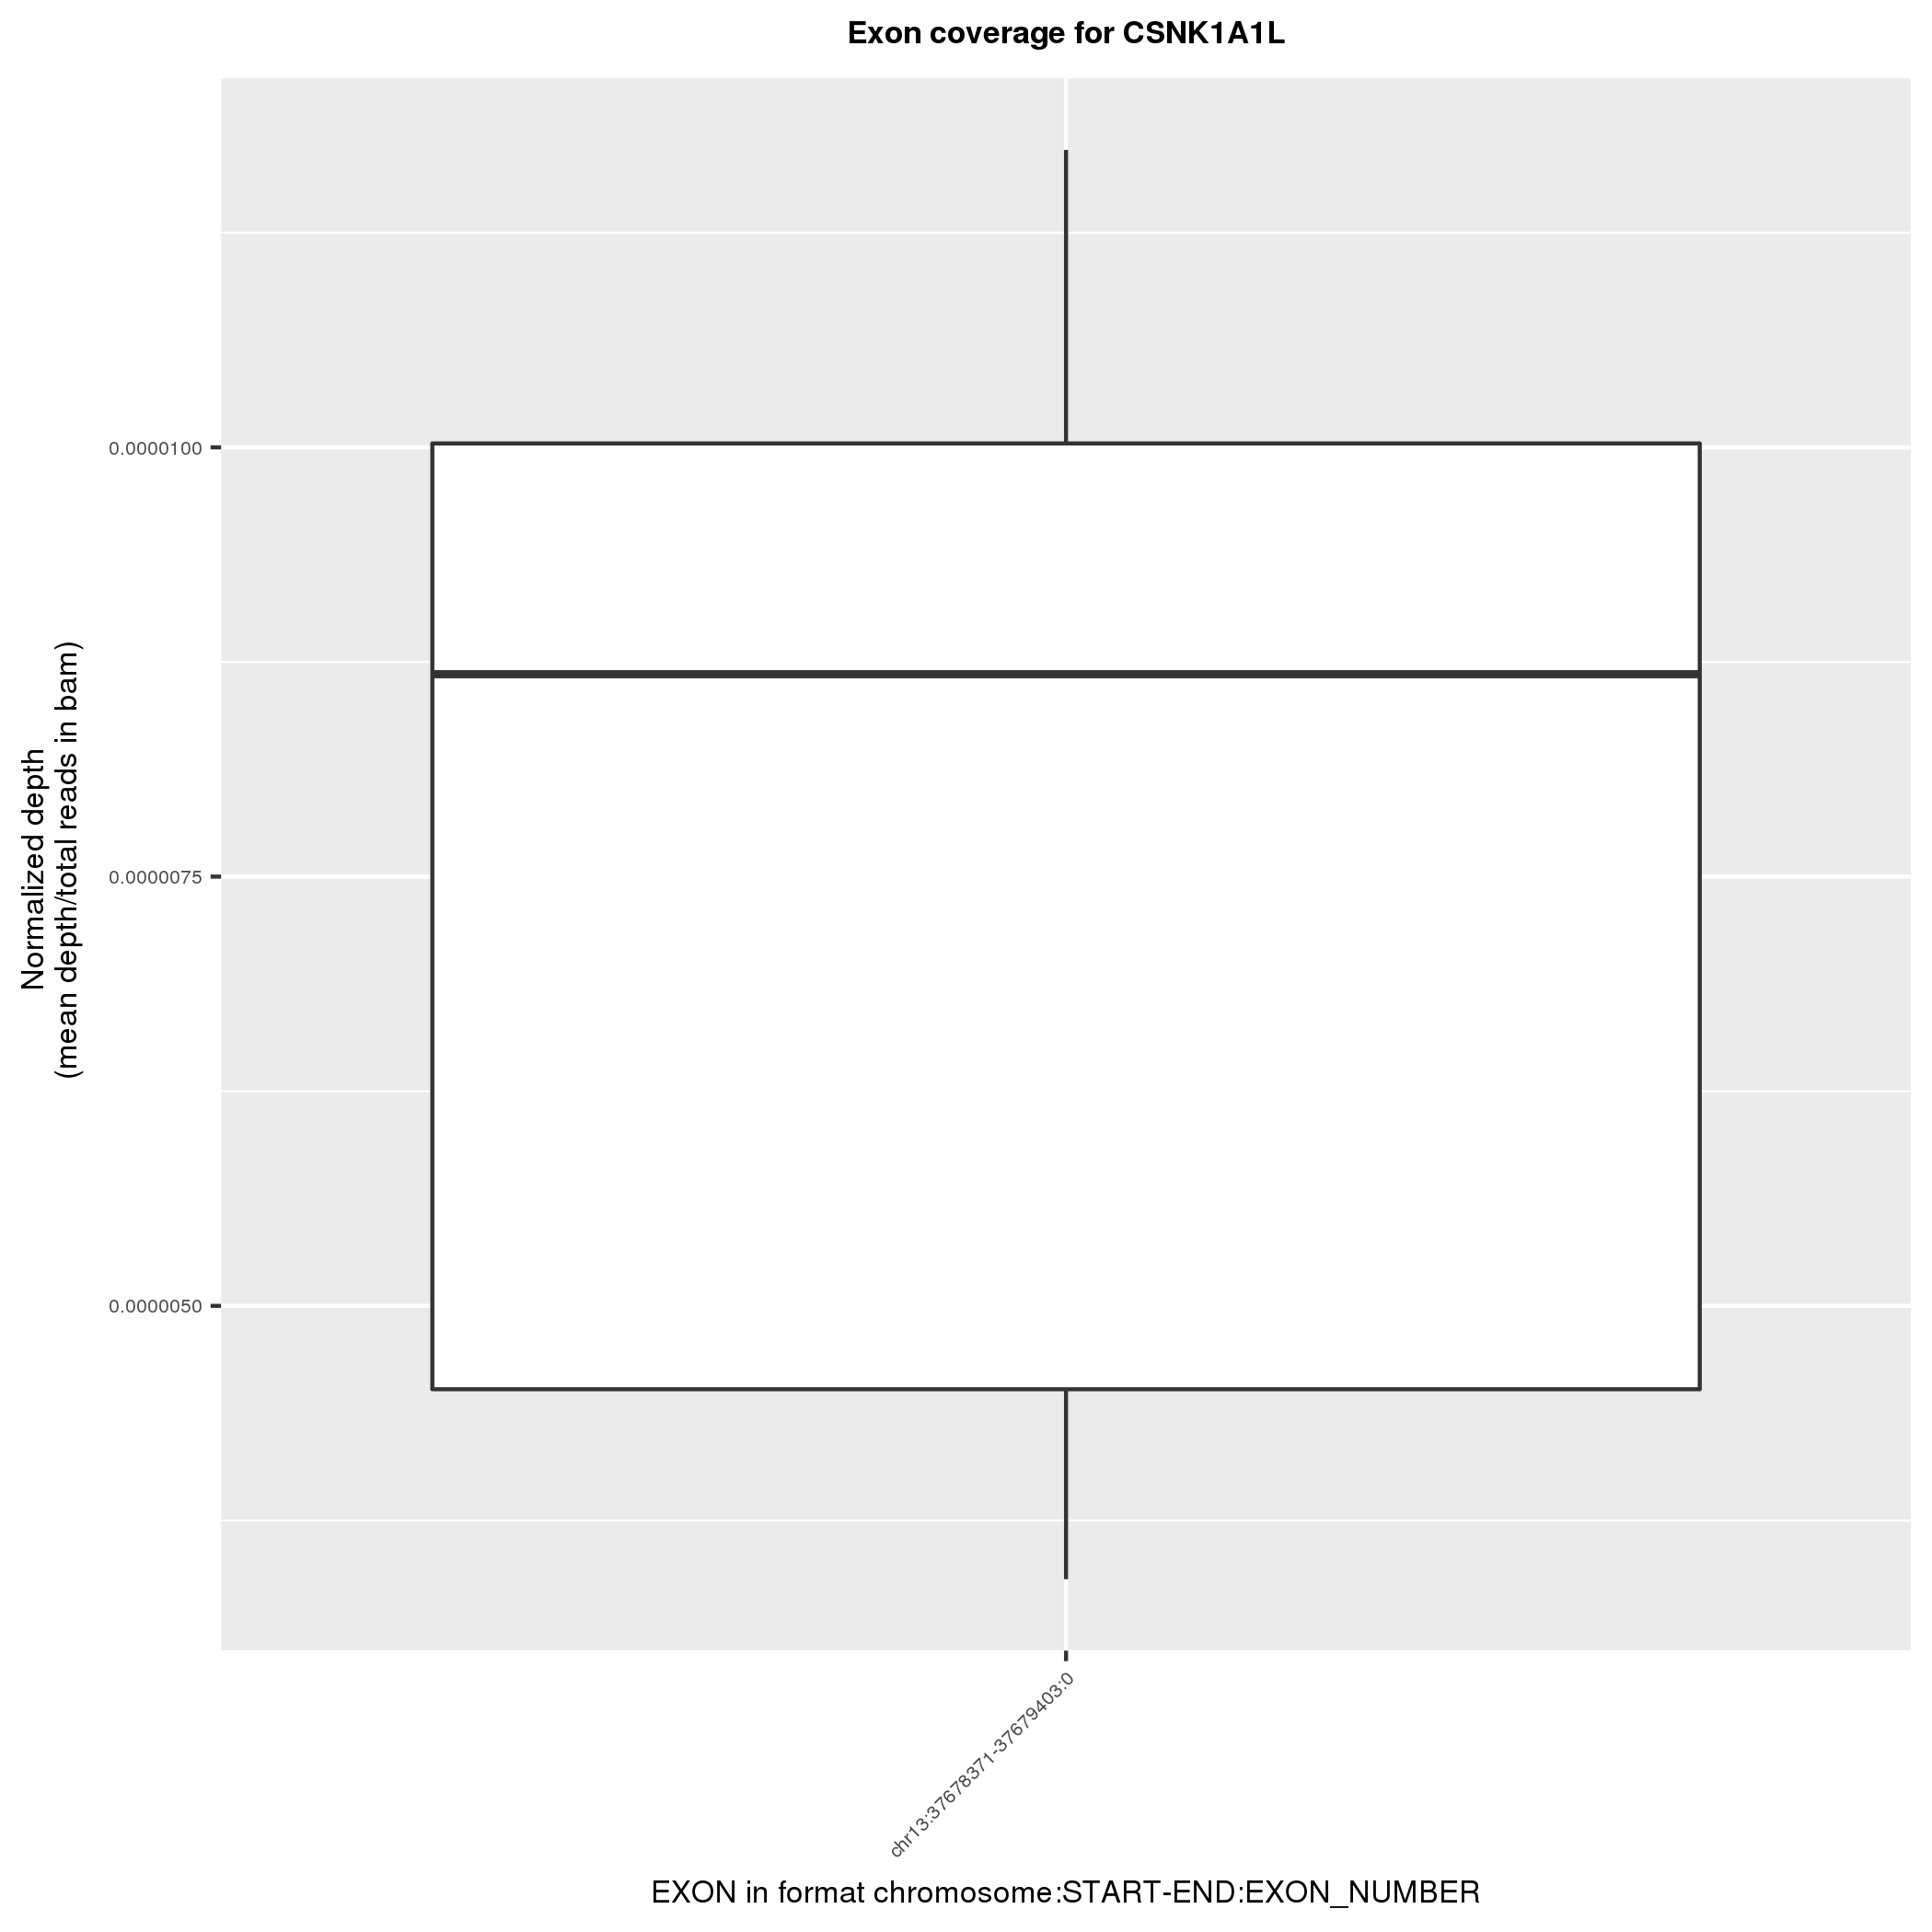 Exon coverage for CSNK1A1L
Normalized depth
(mean depth/total reads in bam)
0.0000100
0.0000075
0.0000050
chr13:37678371-37679403:0
EXON in format chromosome:START-END:EXON_NUMBER